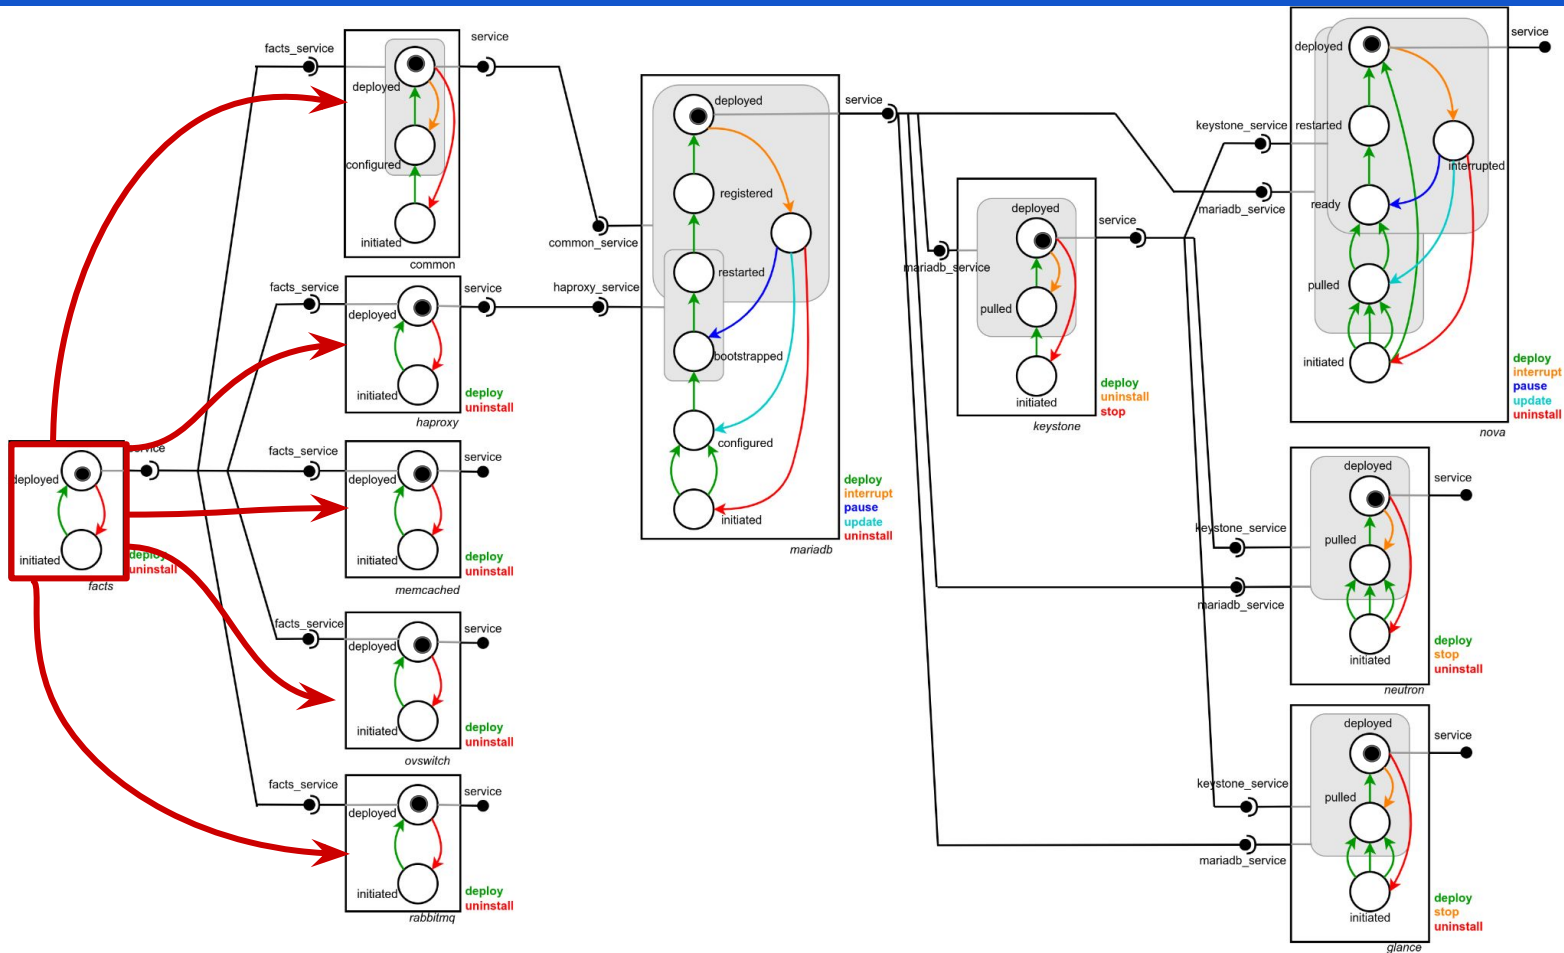 facts_service
service
deployed
configured
initiated
common
facts_service
service
deployed
initiated
deploy
uninstall
haproxy
service
deployed
initiated
deploy
uninstall
facts
facts_service
service
deployed
initiated
deploy
uninstall
memcached
facts_service
service
deployed
initiated
deploy
uninstall
ovswitch
facts_service
service
deployed
initiated
deploy
uninstall
rabbitmq
common_service
haproxy_service
deployed
registered
restarted
bootstrapped
configured
initiated
service
deploy
interrupt
pause
update
uninstall
mariadb
mariadb_service
deployed
pulled
initiated
service
deploy
uninstall
stop
keystone
keystone_service
mariadb_service
deployed
restarted
interrupted
ready
pulled
initiated
service
deploy
interrupt
pause
update
uninstall
nova
keystone_service
mariadb_service
deployed
pulled
initiated
service
deploy
stop
uninstall
neutron
keystone_service
mariadb_service
deployed
pulled
initiated
service
deploy
stop
uninstall
glance